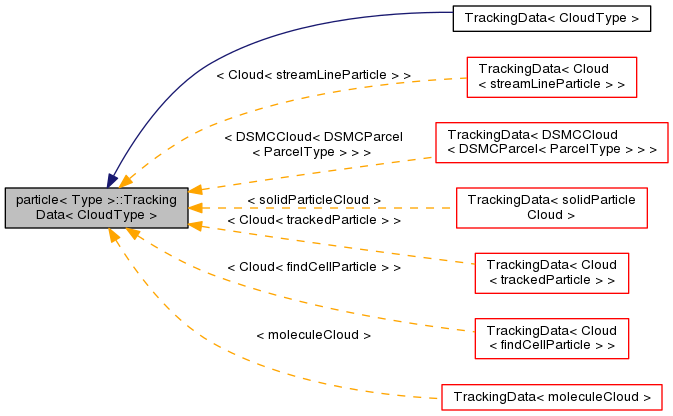 TrackingData< CloudType >
< Cloud< streamLineParticle > >
TrackingData< Cloud
< streamLineParticle > >
< DSMCCloud< DSMCParcel
< ParcelType > > >
TrackingData< DSMCCloud
< DSMCParcel< ParcelType > > >
particle< Type >::Tracking
Data< CloudType >
< solidParticleCloud >
TrackingData< solidParticle
Cloud >
< Cloud< trackedParticle > >
TrackingData< Cloud
< trackedParticle > >
< Cloud< findCellParticle > >
TrackingData< Cloud
< findCellParticle > >
< moleculeCloud >
TrackingData< moleculeCloud >